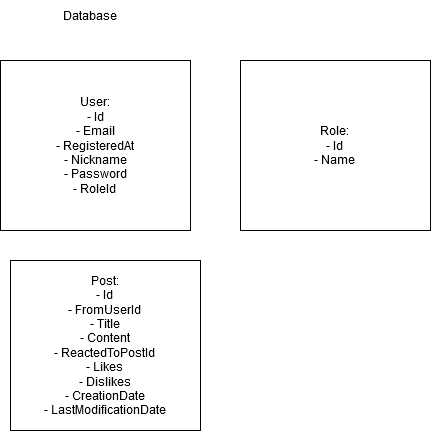 Database
User:
- Id
- Email
- RegisteredAt
- Nickname
- Password
- RoleId
Role:
- Id
- Name
Post:
- Id
- FromUserId
- Title
- Content
- ReactedToPostId
- Likes
- Dislikes
- CreationDate
- LastModificationDate